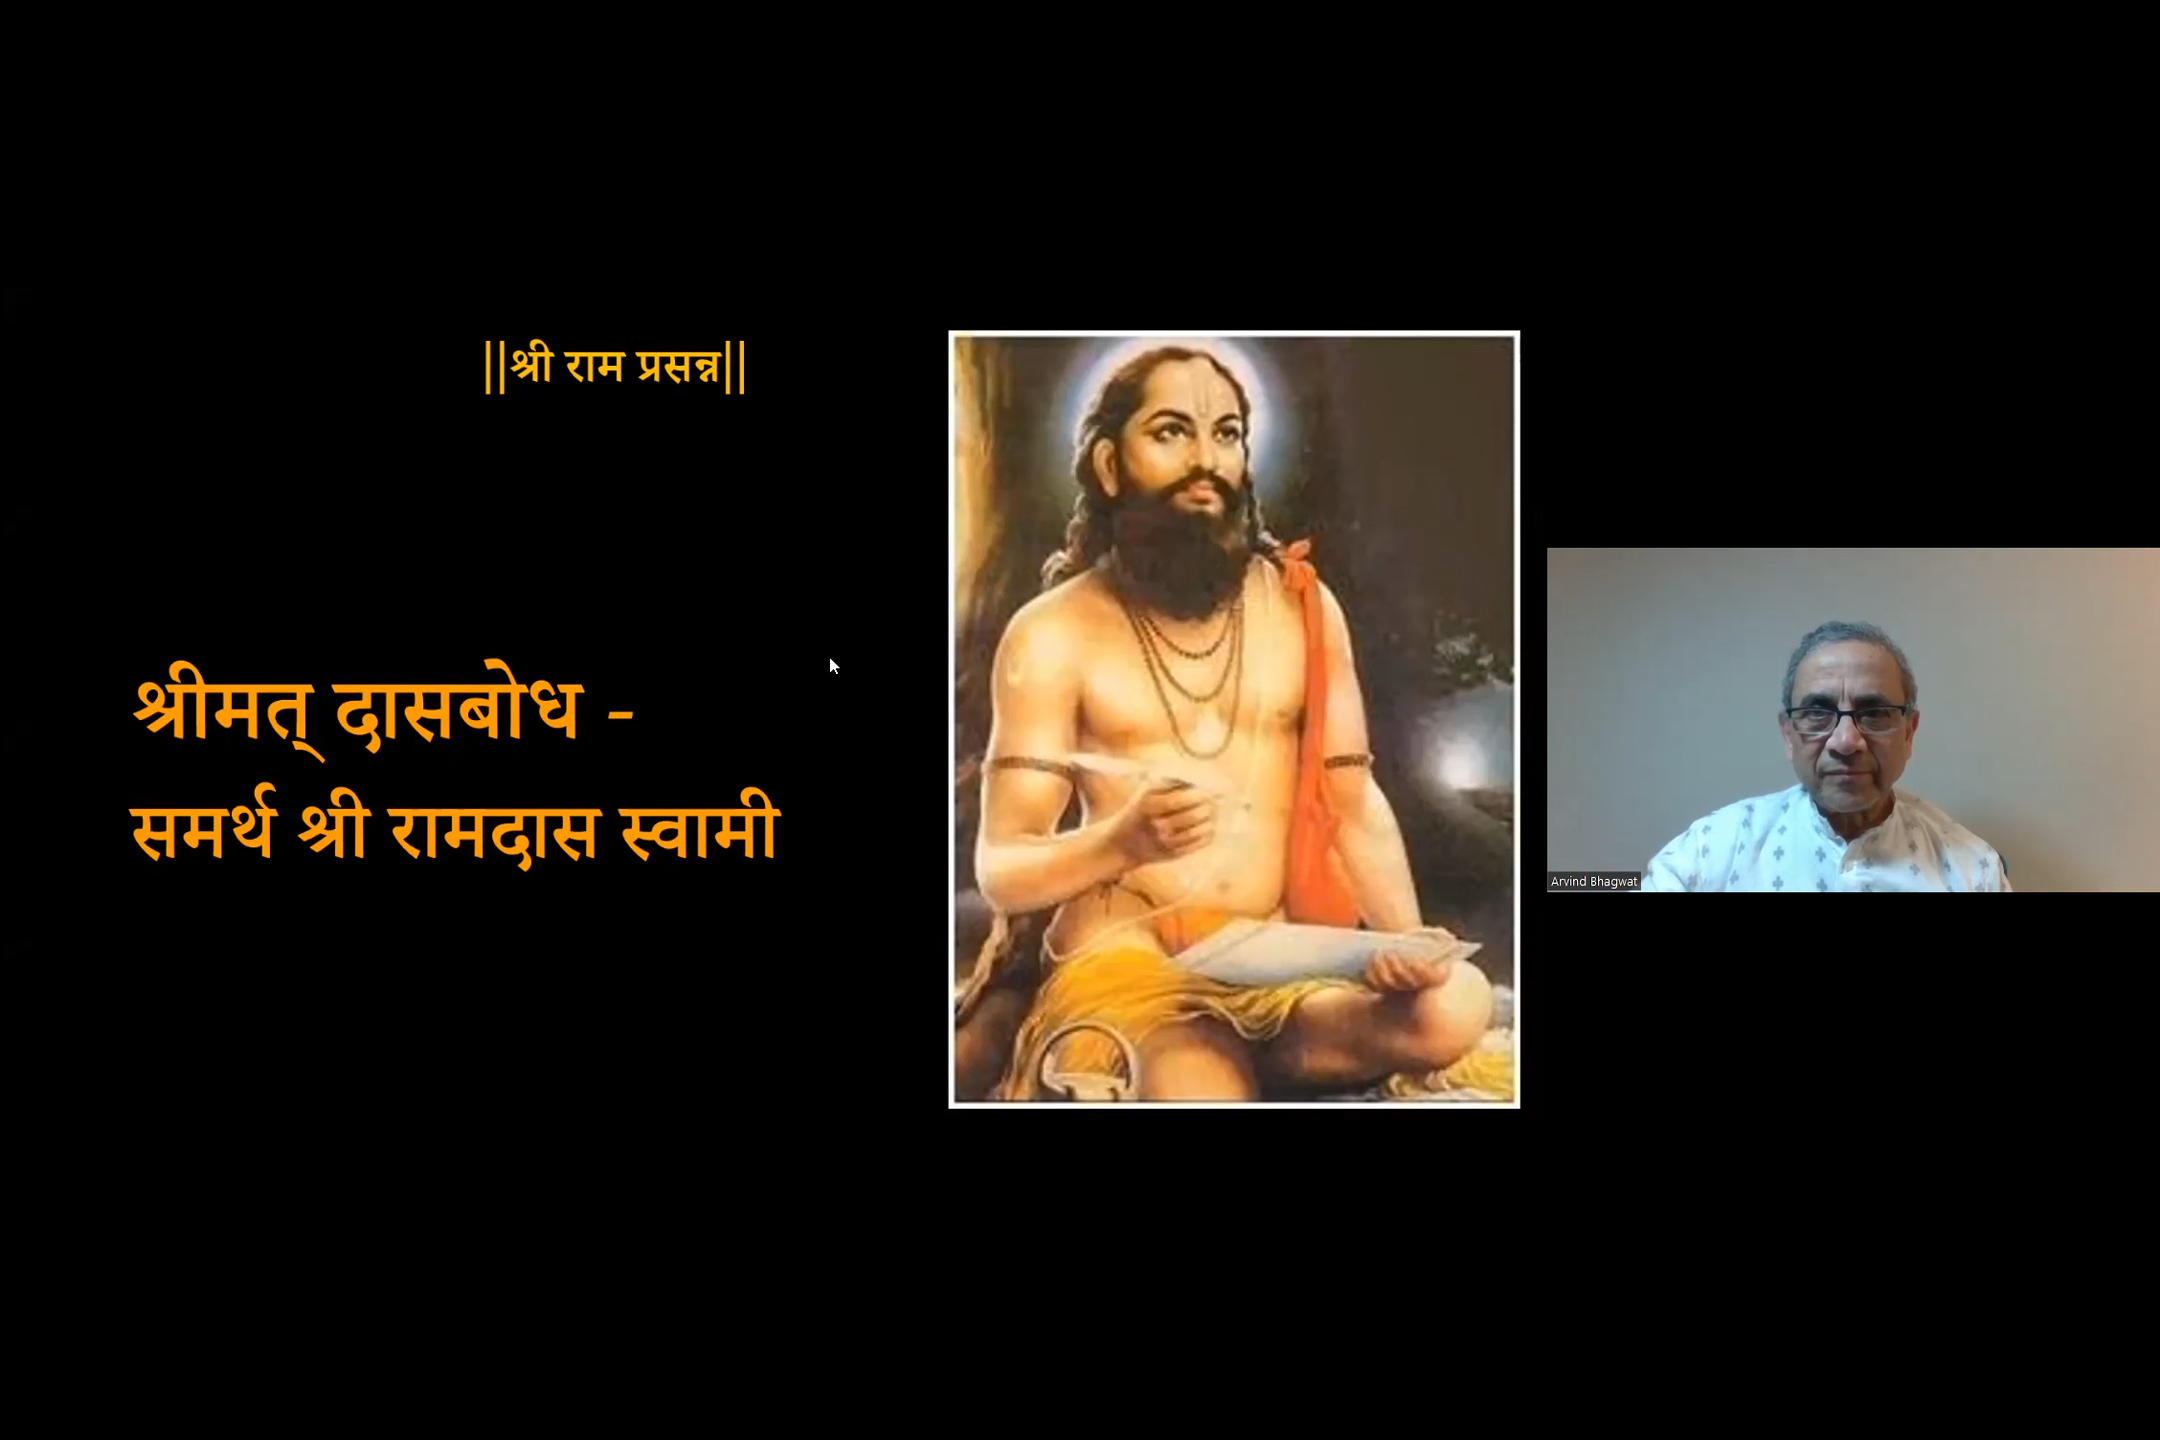 ||श्री राम प्रसन्न||
श्रीमत् दासबोध -
समर्थ श्री रामदास स्वामी
Arvind Bhagwat